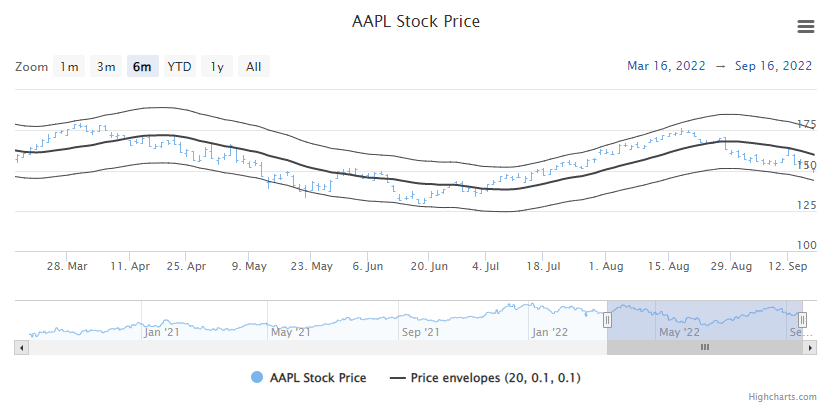 AAPL Stock Price
Zoom 1m 3m 6m YTD 1y All Mar 16, 2022 → Sep 16, 2022
175
150
125
100
28. Mar 11. Apr 25. Apr 9. May 23. May 6. Jun 20. Jun 4. Jul 18. Jul 1. Aug 15. Aug 29. Aug 12. Sep
Jan '21 May '21 Sep '21 Jan '22 May '22 Se...
AAPL Stock Price Price envelopes (20, 0.1, 0.1)
Highcharts.com